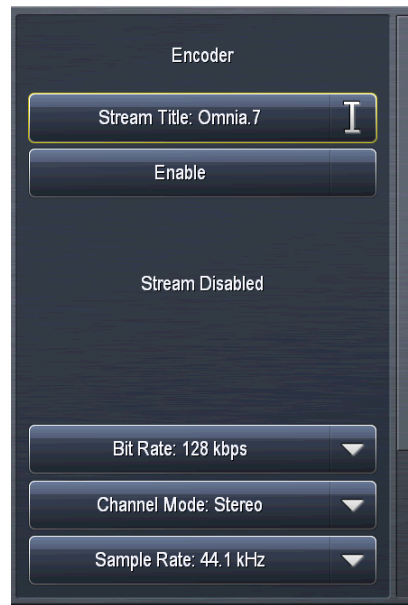 Encoder
Stream Title: Omnia.7
Enable
Stream Disabled
Bit Rate: 128 kbps
Channel Mode: Stereo
Sample Rate: 44.1 kHz